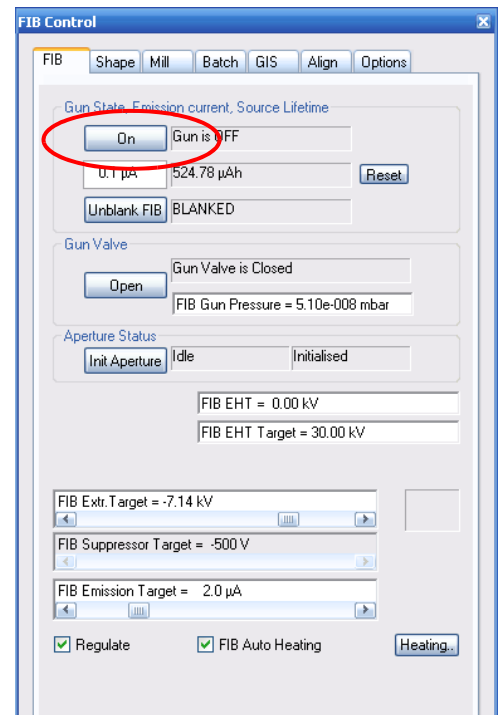 FIB Control
FIB Shape Mill Batch GIS Align Options
Gun State, Emission current, Source Lifetime
On Gun is OFF
0.1 µA 524.78 µAh Reset
Unblank FIB BLANKED
Gun Valve
Gun Valve is Closed
Open
FIB Gun Pressure = 5.10e-008 mbar
Aperture Status
Init Aperture Idle Initialised
FIB EHT = 0.00 kV
FIB EHT Target = 30.00 kV
FIB Extr.Target = -7.14 kV
FIB Suppressor Target = -500 V
FIB Emission Target = 2.0 µA
Regulate FIB Auto Heating Heating..